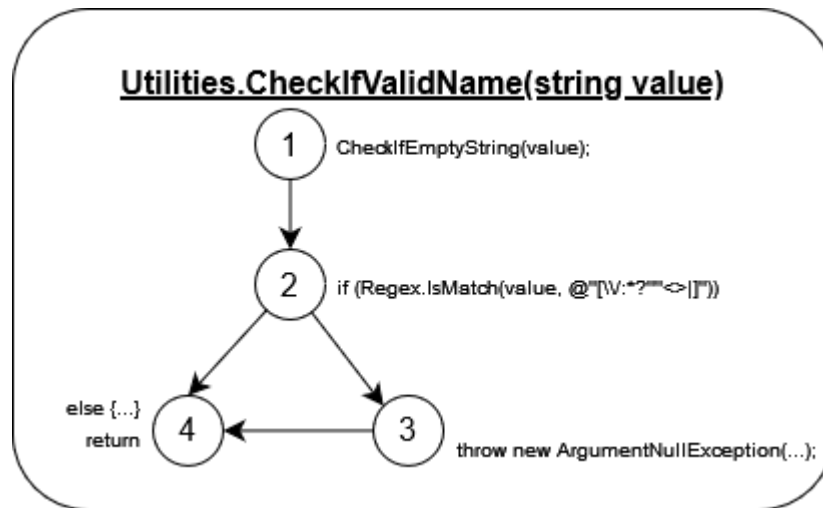 Utilities.CheckIfValidName(string value)
1
CheckIfEmptyString(value);
2
if (Regex.IsMatch(value, @"[\\/:*?"""<>|]"))
else {...}
return
4
3
throw new ArgumentNullException(...);